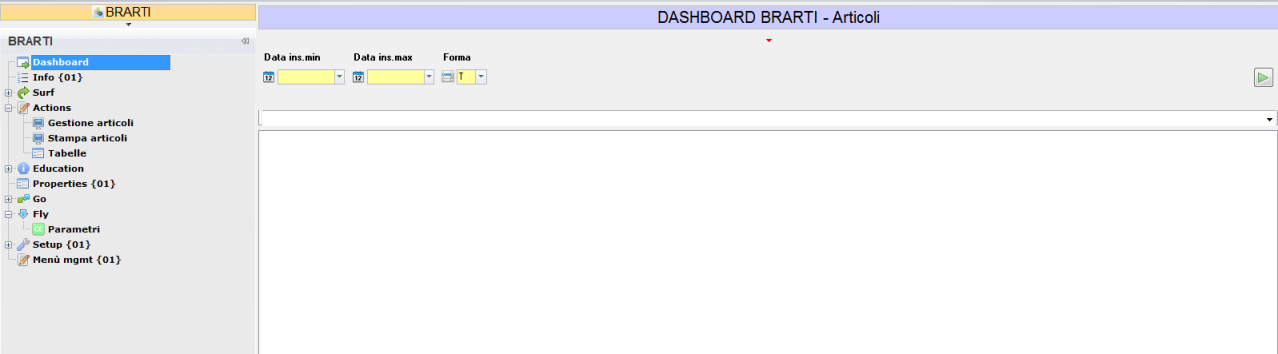 BRARTI
DASHBOARD BRARTI - Articoli
BRARTI
Dashboard
Info {01}
Surf
Actions
Gestione articoli
Stampa articoli
Tabelle
Education
Properties {01}
Go
Fly
Parametri
Setup {01}
Menù mgmt {01}
Data ins.min Data ins.max Forma
12 12 T